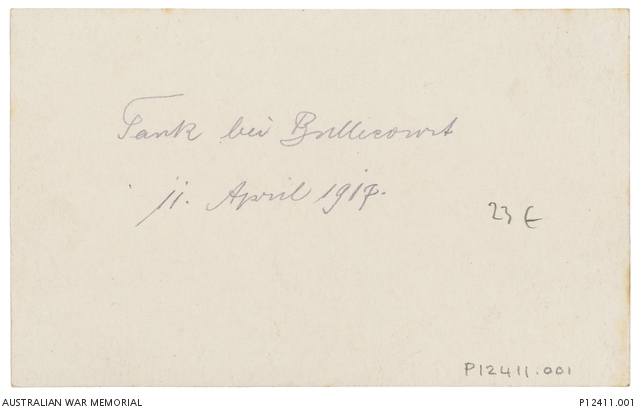 Tank bei Bullecourt
11. April 1917.
23 E
P12411.001
AUSTRALIAN WAR MEMORIAL
P12411.001